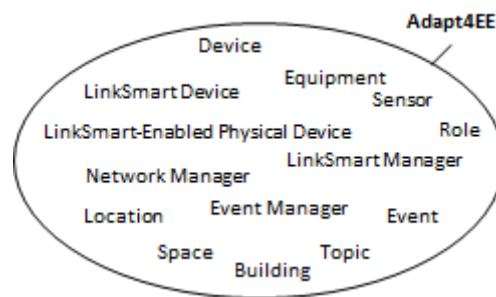 Adapt4EE
Device
Equipment
LinkSmart Device
Sensor
LinkSmart-Enabled Physical Device
Role
LinkSmart Manager
Network Manager
Location
Event Manager
Event
Space
Topic
Building